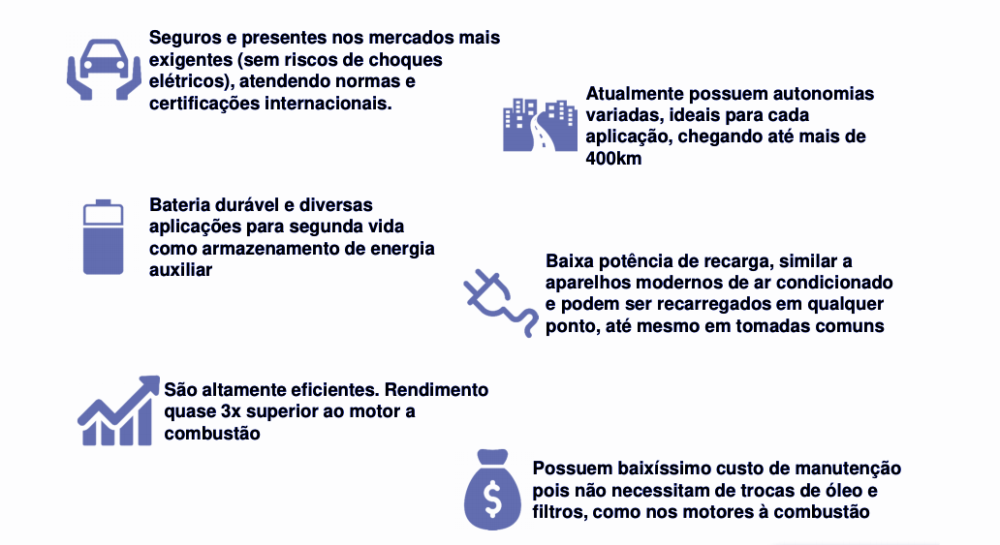 Seguros e presentes nos mercados mais
exigentes (sem riscos de choques
elétricos), atendendo normas e
certificações internacionais.
Atualmente possuem autonomias
variadas, ideais para cada
aplicação, chegando até mais de
400km
Bateria durável e diversas
aplicações para segunda vida
como armazenamento de energia
auxiliar
Baixa potência de recarga, similar a
aparelhos modernos de ar condicionado
e podem ser recarregados em qualquer
ponto, até mesmo em tomadas comuns
São altamente eficientes. Rendimento
quase 3x superior ao motor a
combustão
$
Possuem baixíssimo custo de manutenção
pois não necessitam de trocas de óleo e
filtros, como nos motores à combustão